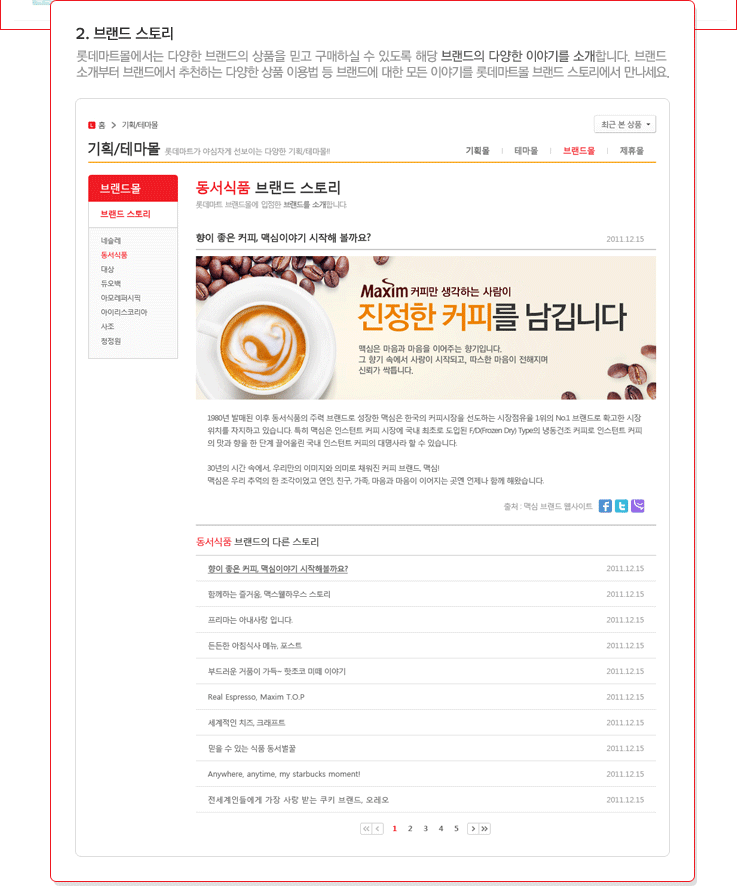 2. 브랜드 스토리
롯데마트몰에서는 다양한 브랜드의 상품을 믿고 구매하실 수 있도록 해당 브랜드의 다양한 이야기를 소개합니다. 브랜드
소개부터 브랜드에서 추천하는 다양한 상품 이용법 등 브랜드에 대한 모든 이야기를 롯데마트몰 브랜드 스토리에서 만나세요.
홈 > 기획/테마몰
최근 본 상품
기획/테마몰 롯데마트가 야심차게 선보이는 다양한 기획/테마몰!!
기획몰 테마몰 브랜드몰 제휴몰
브랜드몰
브랜드 스토리
네슬레
동서식품
대상
듀오백
아모레퍼시픽
아이리스코리아
사조
청정원
동서식품 브랜드 스토리
롯데마트 브랜드몰에 입점한 브랜드를 소개합니다.
향이 좋은 커피, 맥심이야기 시작해 볼까요? 2011.12.15
Maxim 커피만 생각하는 사람이
진정한 커피를 남깁니다
맥심은 마음과 마음을 이어주는 향기입니다.
그 향기 속에서 사랑이 시작되고, 따스한 마음이 전해지며
신뢰가 싹틉니다.
1980년 발매된 이후 동서식품의 주력 브랜드로 성장한 맥심은 한국의 커피시장을 선도하는 시장점유율 1위의 No.1 브랜드로 확고한 시장
위치를 차지하고 있습니다. 특히 맥심은 인스턴트 커피 시장에 국내 최초로 도입된 F/D(Frozen Dry) Type의 냉동건조 커피로 인스턴트 커피
의 맛과 향을 한 단계 끌어올린 국내 인스턴트 커피의 대명사라 할 수 있습니다.
30년의 시간 속에서, 우리만의 이미지와 의미로 채워진 커피 브랜드, 맥심!
맥심은 우리 추억의 한 조각이었고 연인, 친구, 가족, 마음과 마음이 이어지는 곳엔 언제나 함께 해왔습니다.
출처 : 맥심 브랜드 웹사이트
동서식품 브랜드의 다른 스토리
향이 좋은 커피, 맥심이야기 시작해볼까요? 2011.12.15
함께하는 즐거움, 맥스웰하우스 스토리 2011.12.15
프리마는 아내사랑 입니다. 2011.12.15
든든한 아침식사 메뉴, 포스트 2011.12.15
부드러운 거품이 가득~ 핫초코 미떼 이야기 2011.12.15
Real Espresso, Maxim T.O.P 2011.12.15
세계적인 치즈, 크래프트 2011.12.15
믿을 수 있는 식품 동서벌꿀 2011.12.15
Anywhere, anytime, my starbucks moment! 2011.12.15
전세계인들에게 가장 사랑 받는 쿠키 브랜드, 오레오 2011.12.15
1 2 3 4 5